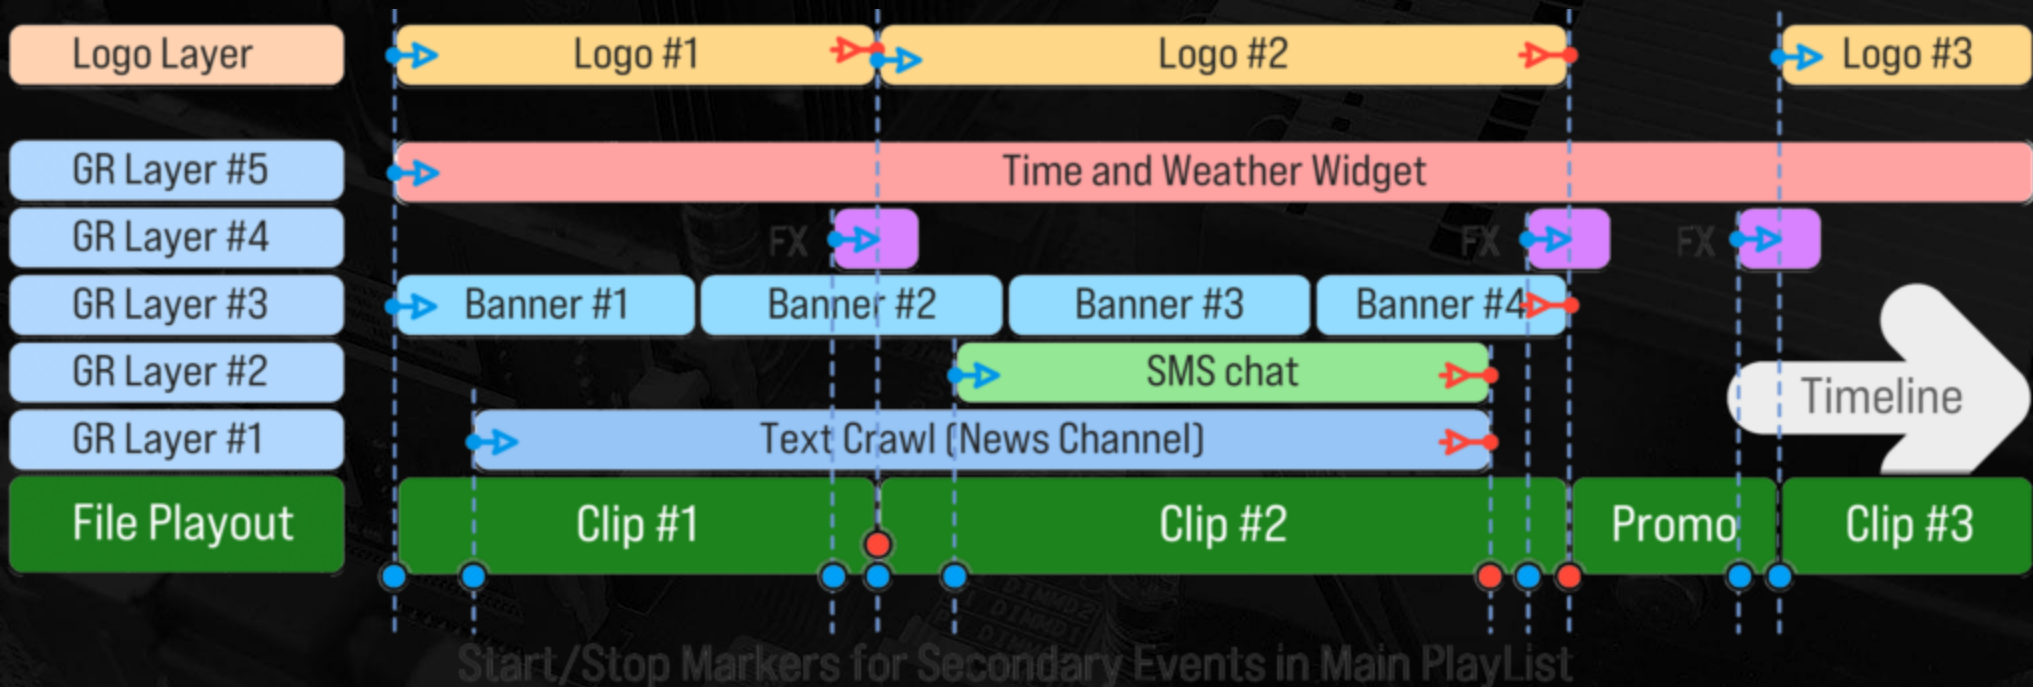 Logo Layer Logo #1 Logo #2 Logo #3
GR Layer #5 Time and Weather Widget
GR Layer #4 FX FX FX
GR Layer #3 Banner #1 Banner #2 Banner #3 Banner #4
GR Layer #2 SMS chat
Timeline
GR Layer #1 Text Crawl (News Channel)
File Playout Clip #1 Clip #2 Promo Clip #3
DIMMD2
DIMMD1
Start/Stop Markers for Secondary Events in Main PlayList